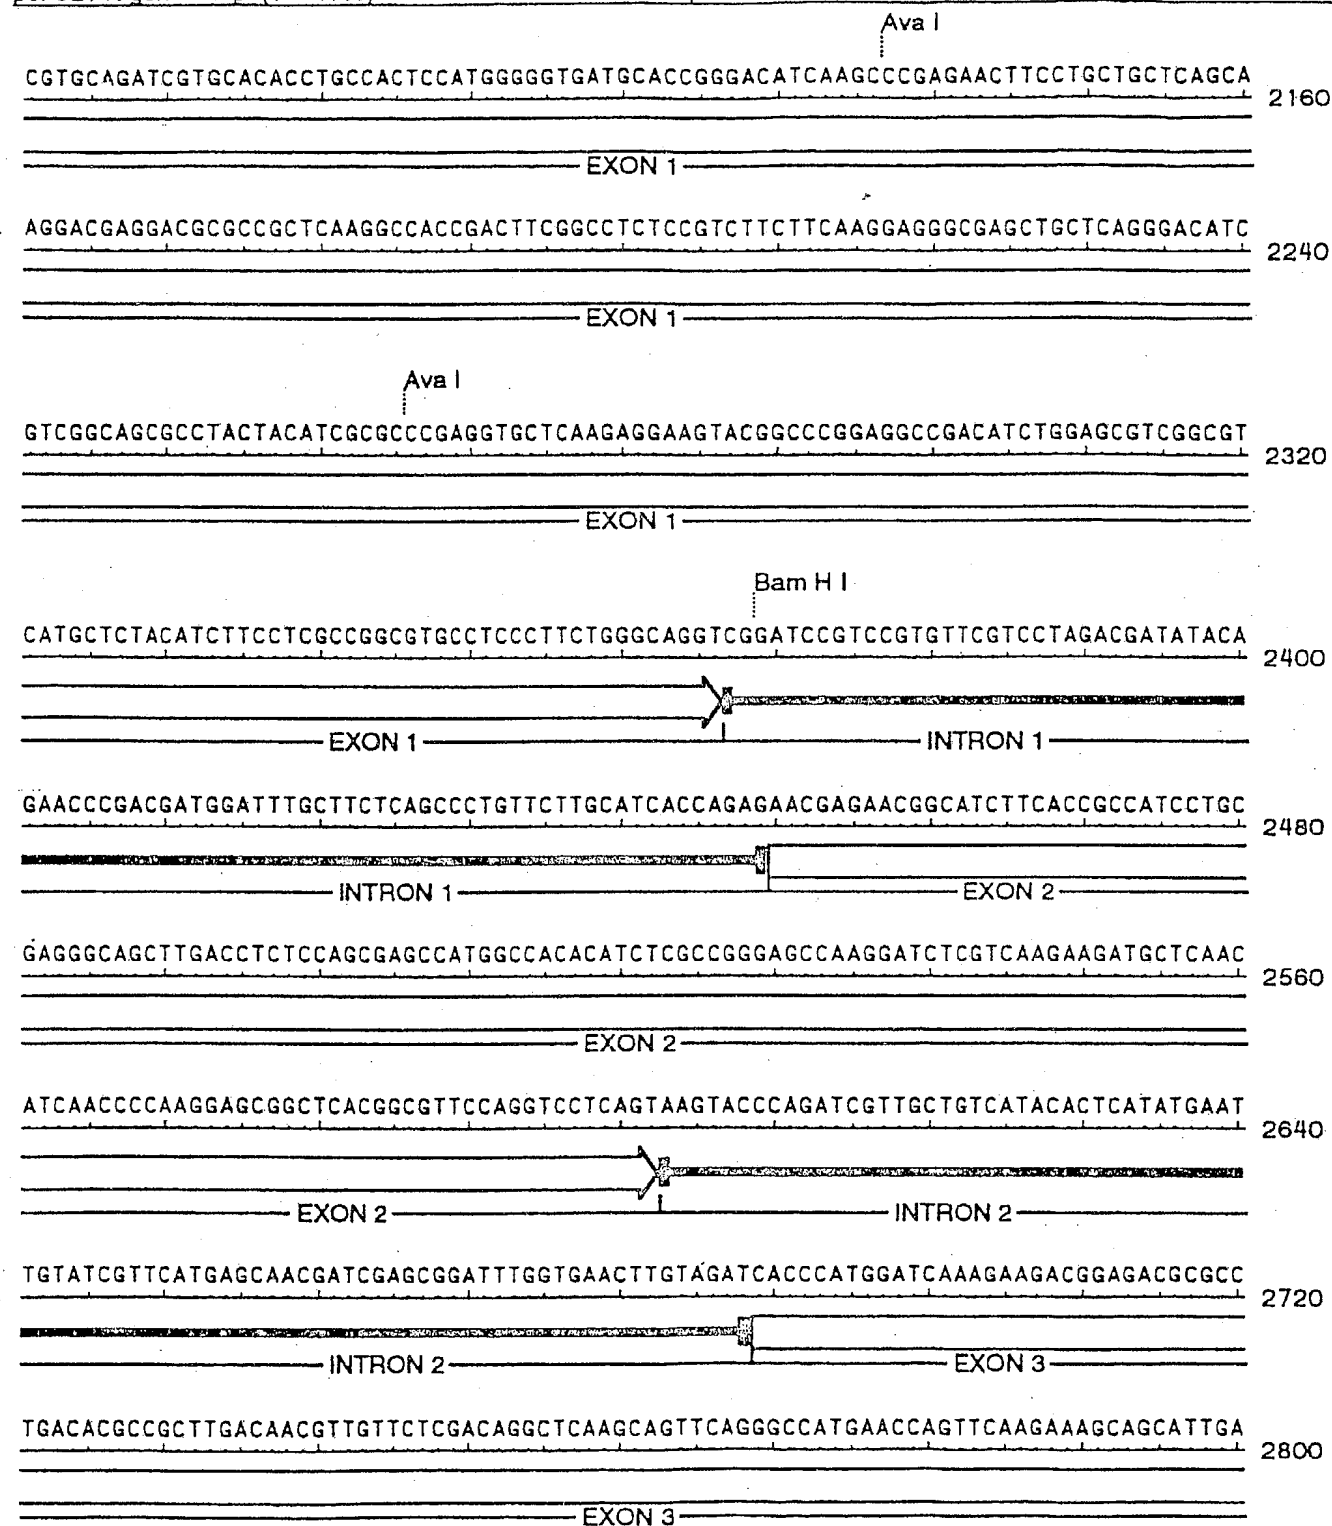 Ava I
CGTGCAGATCGTGCACACCTGCCACTCCATGGGGGTGATGCACCGGGACATCAAGCCCGAGAACTTCCTGCTGCTCAGCA
2160
EXON 1
AGGACGAGGACGCGCCGCTCAAGGCCACCGACTTCGGCCTCTCCGTCTTCTTCAAGGAGGGCGAGCTGCTCAGGGACATC
2240
EXON 1
Ava I
GTCGGCAGCGCCTACTACATCGCGCCCGAGGTGCTCAAGAGGAAGTACGGCCCGGAGGCCGACATCTGGAGCGTCGGCGT
2320
EXON 1
Bam H I
CATGCTCTACATCTTCCTCGCCGGCGTGCCTCCCTTCTGGGCAGGTCGGATCCGTCCGTGTTCGTCCTAGACGATATACA
2400
EXON 1 INTRON 1
GAACCCGACGATGGATTTGCTTCTCAGCCCTGTTCTTGCATCACCAGAGAACGAGAACGGCATCTTCACCGCCATCCTGC
2480
INTRON 1 EXON 2
GAGGGCAGCTTGACCTCTCCAGCGAGCCATGGCCACACATCTCGCCGGGAGCCAAGGATCTCGTCAAGAAGATGCTCAAC
2560
EXON 2
ATCAACCCCAAGGAGCGGCTCACGGCGTTCCAGGTCCTCAGTAAGTACCCAGATCGTTGCTGTCATACACTCATATGAAT
2640
EXON 2 INTRON 2
TGTATCGTTCATGAGCAACGATCGAGCGGATTTGGTGAACTTGTAGATCACCCATGGATCAAAGAAGACGGAGACGCGCC
2720
INTRON 2 EXON 3
TGACACGCCGCTTGACAACGTTGTTCTCGACAGGCTCAAGCAGTTCAGGGCCATGAACCAGTTCAAGAAAGCAGCATTGA
2800
EXON 3